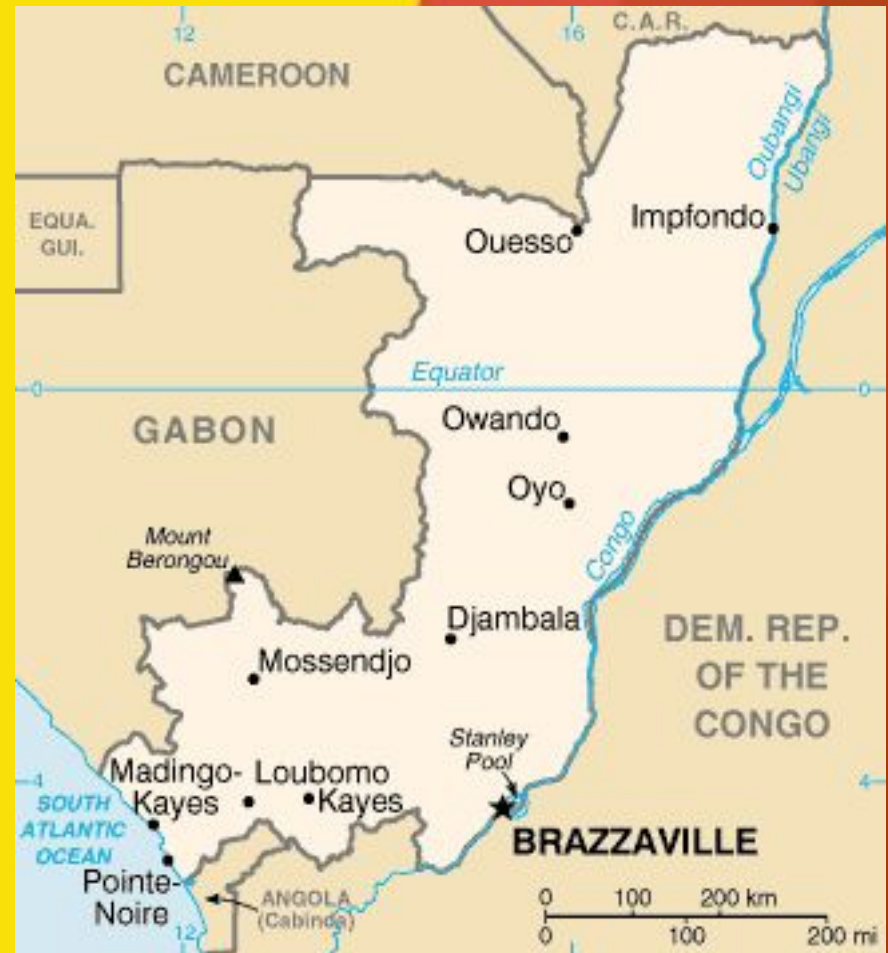 12
16
C.A.R.
CAMEROON
Oubangi
Ubangi
EQUA.
GUI.
Ouesso
Impfondo
Equator
0
0
Owando
GABON
Oyo
Mount
Berongou
Congo
Djambala
DEM. REP.
OF THE
CONGO
Mossendjo
Stanley
Pool
Madingo-
Kayes
Loubomo
Kayes
4
4
SOUTH
ATLANTIC
OCEAN
BRAZZAVILLE
Pointe-
Noire
ANGOLA
(Cabinda)
12
0 100 200 km
0 100 200 mi